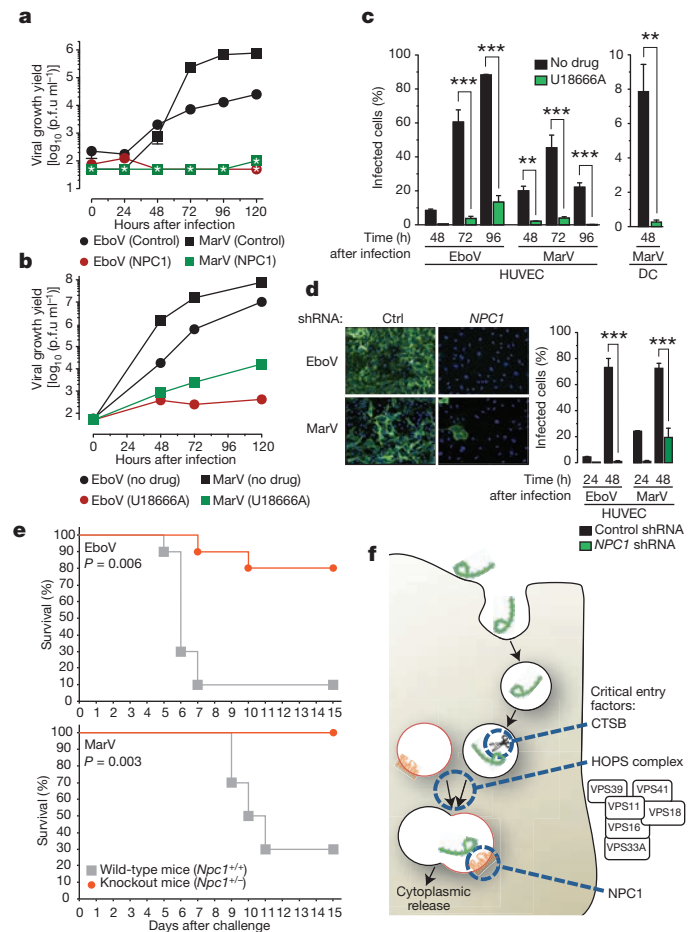 a
Viral growth yield
[log10 (p.f.u ml−1)]
6
5
4
3
2
1
0 24 48 72 96 120
Hours after infection
EboV (Control) MarV (Control)
EboV (NPC1) MarV (NPC1)
b
Viral growth yield
[log10 (p.f.u ml−1)]
8
7
6
5
4
3
2
0 24 48 72 96 120
Hours after infection
EboV (no drug) MarV (no drug)
EboV (U18666A) MarV (U18666A)
c
Infected cells (%)
100
80
60
40
20
0
*** *** ** *** ***
No drug
U18666A
Time (h) 48 72 96 48 72 96
after infection
EboV MarV
HUVEC
10
8
6
4
2
0
**
48
MarV
DC
d
shRNA: Ctrl NPC1
EboV
MarV
Infected cells (%)
100
80
60
40
20
0
*** ***
Time (h) 24 48 24 48
after infection
EboV MarV
HUVEC
Control shRNA
NPC1 shRNA
e
Survival (%)
100
90
80
70
60
50
40
30
20
10
EboV
P = 0.006
0 1 2 3 4 5 6 7 8 9 10 11 12 13 14 15
Survival (%)
100
90
80
70
60
50
40
30
20
10
0
MarV
P = 0.003
Wild-type mice (Npc1+/+)
Knockout mice (Npc1+/−)
0 1 2 3 4 5 6 7 8 9 10 11 12 13 14 15
Days after challenge
f
Critical entry
factors:
CTSB
HOPS complex
VPS39 VPS41
VPS11 VPS18
VPS16
VPS33A
NPC1
Cytoplasmic
release